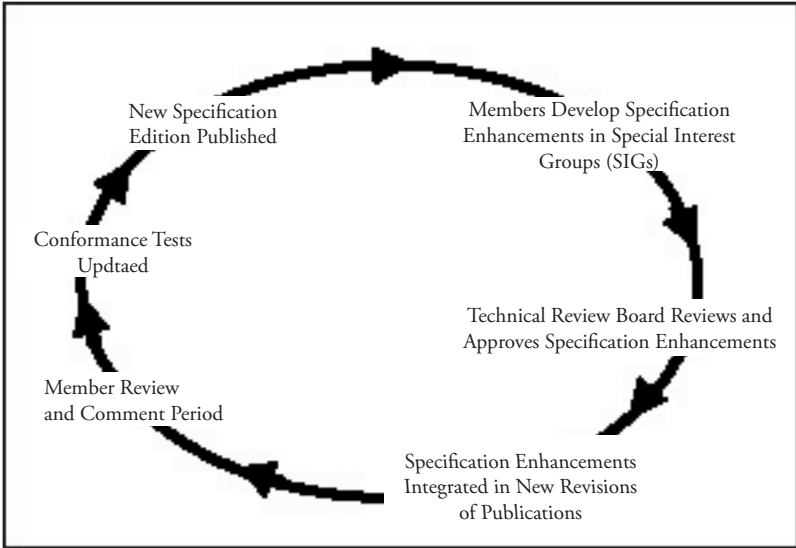 New Specification
Edition Published
Members Develop Specification
Enhancements in Special Interest
Groups (SIGs)
Technical Review Board Reviews and
Approves Specification Enhancements
Specification Enhancements
Integrated in New Revisions
of Publications
Member Review
and Comment Period
Conformance Tests
Updtaed